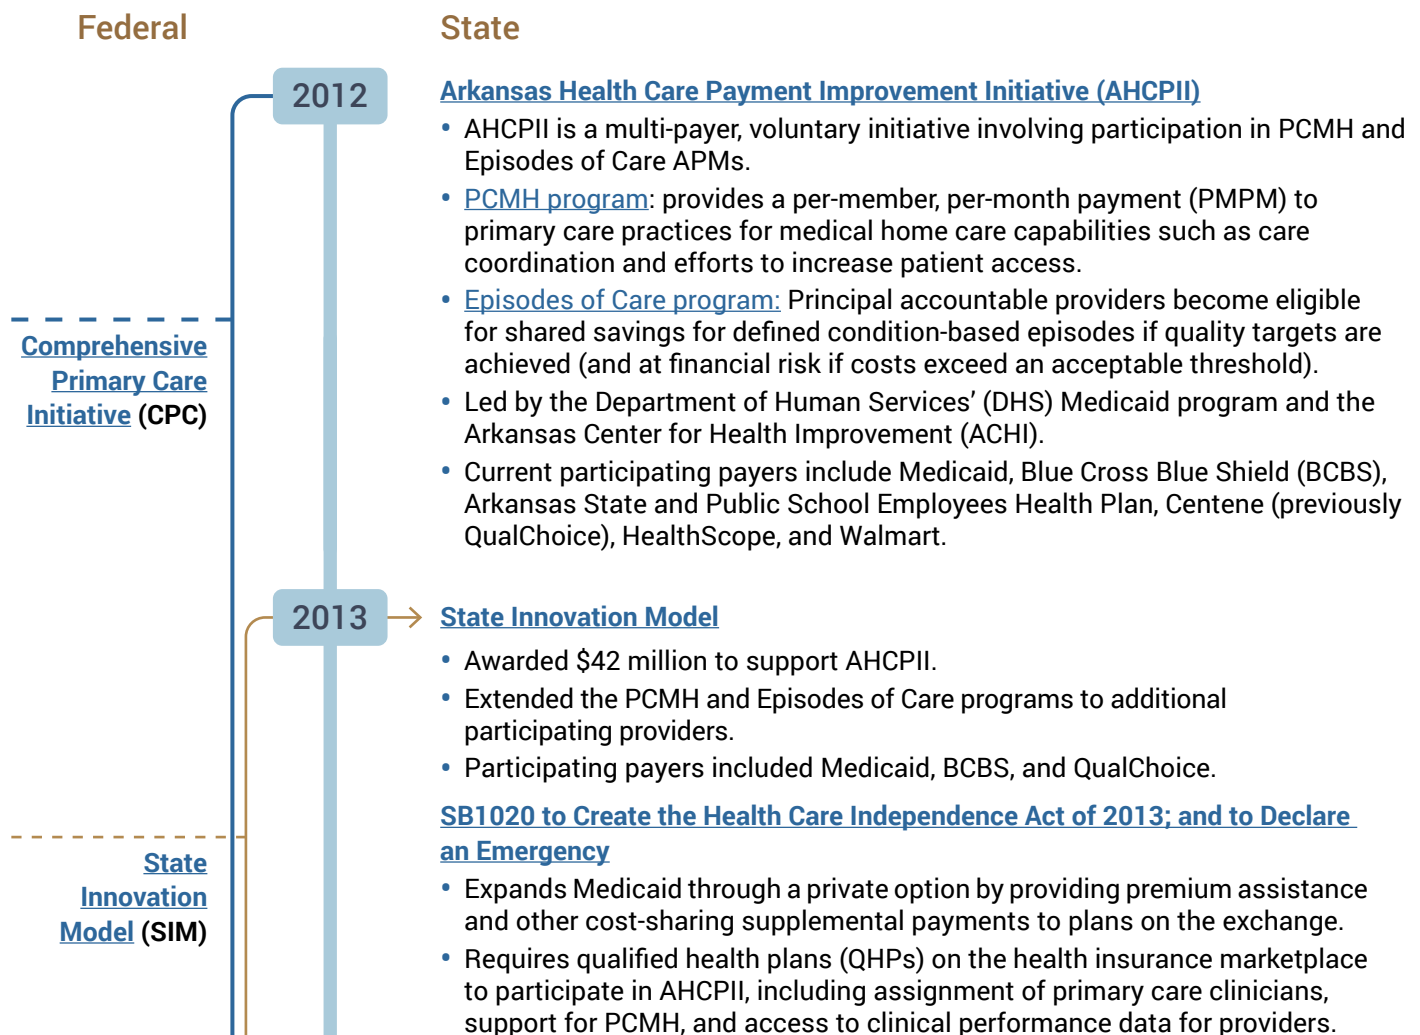 Federal
State
2012
Arkansas Health Care Payment Improvement Initiative (AHCPII)
• AHCPII is a multi-payer, voluntary initiative involving participation in PCMH and
Episodes of Care APMs.
• PCMH program: provides a per-member, per-month payment (PMPM) to
primary care practices for medical home care capabilities such as care
coordination and efforts to increase patient access.
• Episodes of Care program: Principal accountable providers become eligible
for shared savings for defined condition-based episodes if quality targets are
achieved (and at financial risk if costs exceed an acceptable threshold).
• Led by the Department of Human Services’ (DHS) Medicaid program and the
Arkansas Center for Health Improvement (ACHI).
• Current participating payers include Medicaid, Blue Cross Blue Shield (BCBS),
Arkansas State and Public School Employees Health Plan, Centene (previously
QualChoice), HealthScope, and Walmart.
Comprehensive
Primary Care
Initiative (CPC)
2013
State Innovation Model
• Awarded $42 million to support AHCPII.
• Extended the PCMH and Episodes of Care programs to additional
participating providers.
• Participating payers included Medicaid, BCBS, and QualChoice.
SB1020 to Create the Health Care Independence Act of 2013; and to Declare
an Emergency
• Expands Medicaid through a private option by providing premium assistance
and other cost-sharing supplemental payments to plans on the exchange.
• Requires qualified health plans (QHPs) on the health insurance marketplace
to participate in AHCPII, including assignment of primary care clinicians,
support for PCMH, and access to clinical performance data for providers.
State
Innovation
Model (SIM)